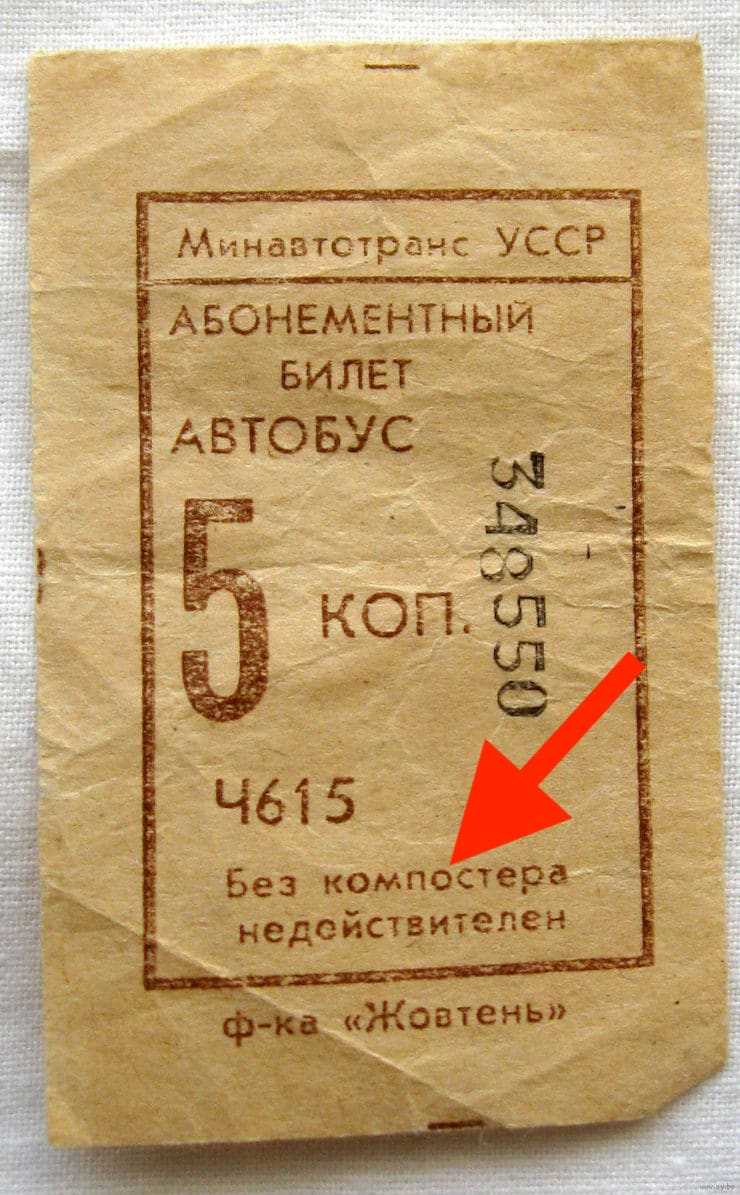 Минавтотранс УССР
АБОНЕМЕНТНЫЙ
БИЛЕТ
АВТОБУС
5 КОП.
348550
Ч615
Без компостера
недействителен
ф-ка «Жовтень»